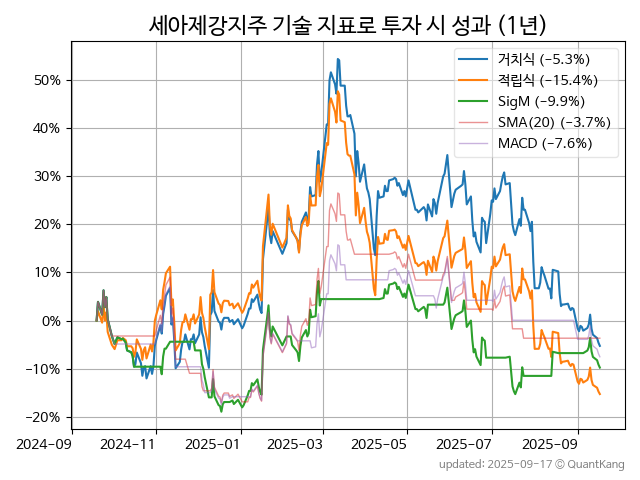 세아제강지주 기술 지표로 투자 시 성과 (1년)
거치식 (-5.3%)
적립식 (-15.4%)
SigM (-9.9%)
SMA(20) (-3.7%)
MACD (-7.6%)
50%
40%
30%
20%
10%
0%
-10%
-20%
2024-09
2024-11
2025-01
2025-03
2025-05
2025-07
2025-09
updated: 2025-09-17 © QuantKang